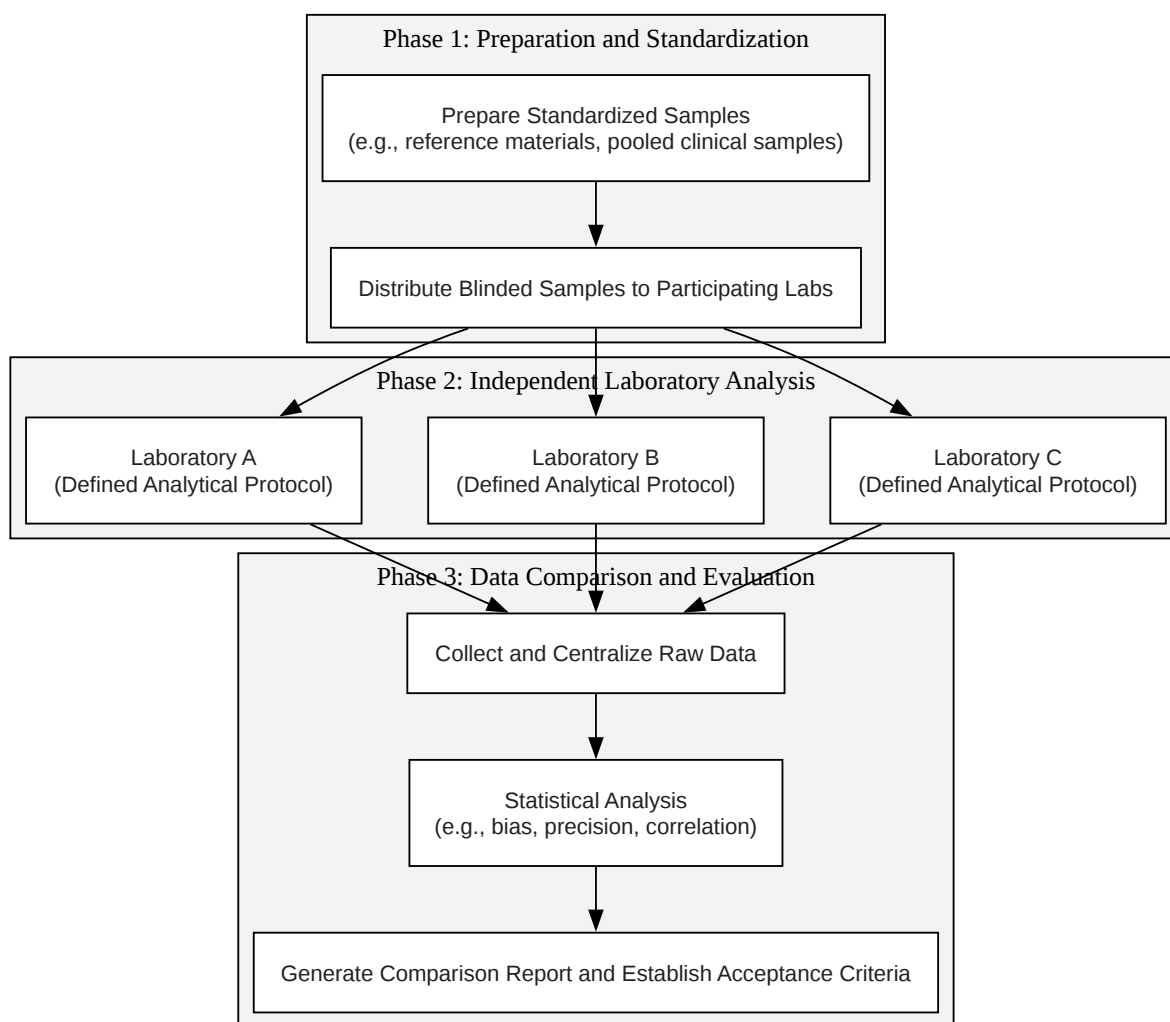 Phase 1: Preparation and Standardization
Prepare Standardized Samples
(e.g., reference materials, pooled clinical samples)
Distribute Blinded Samples to Participating Labs
Phase 2: Independent Laboratory Analysis
Laboratory A
(Defined Analytical Protocol)
Laboratory B
(Defined Analytical Protocol)
Laboratory C
(Defined Analytical Protocol)
Phase 3: Data Comparison and Evaluation
Collect and Centralize Raw Data
Statistical Analysis
(e.g., bias, precision, correlation)
Generate Comparison Report and Establish Acceptance Criteria